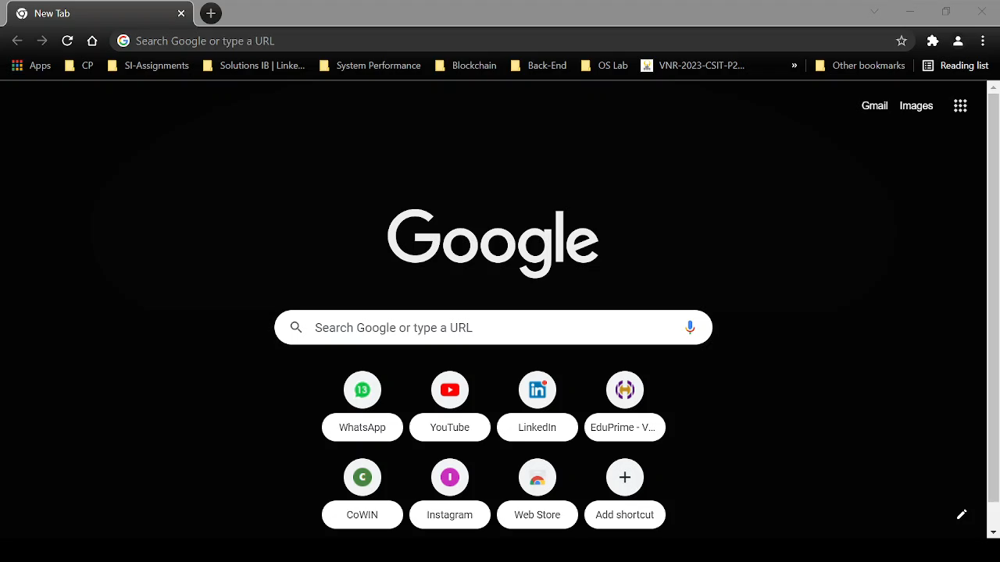 New Tab
Search Google or type a URL
Apps CP SI-Assignments Solutions IB | Linke... System Performance Blockchain Back-End OS Lab VNR-2023-CSIT-P2... » Other bookmarks Reading list
Gmail Images
Google
Search Google or type a URL
13 in
WhatsApp YouTube LinkedIn EduPrime - V...
C I
CoWIN Instagram Web Store Add shortcut